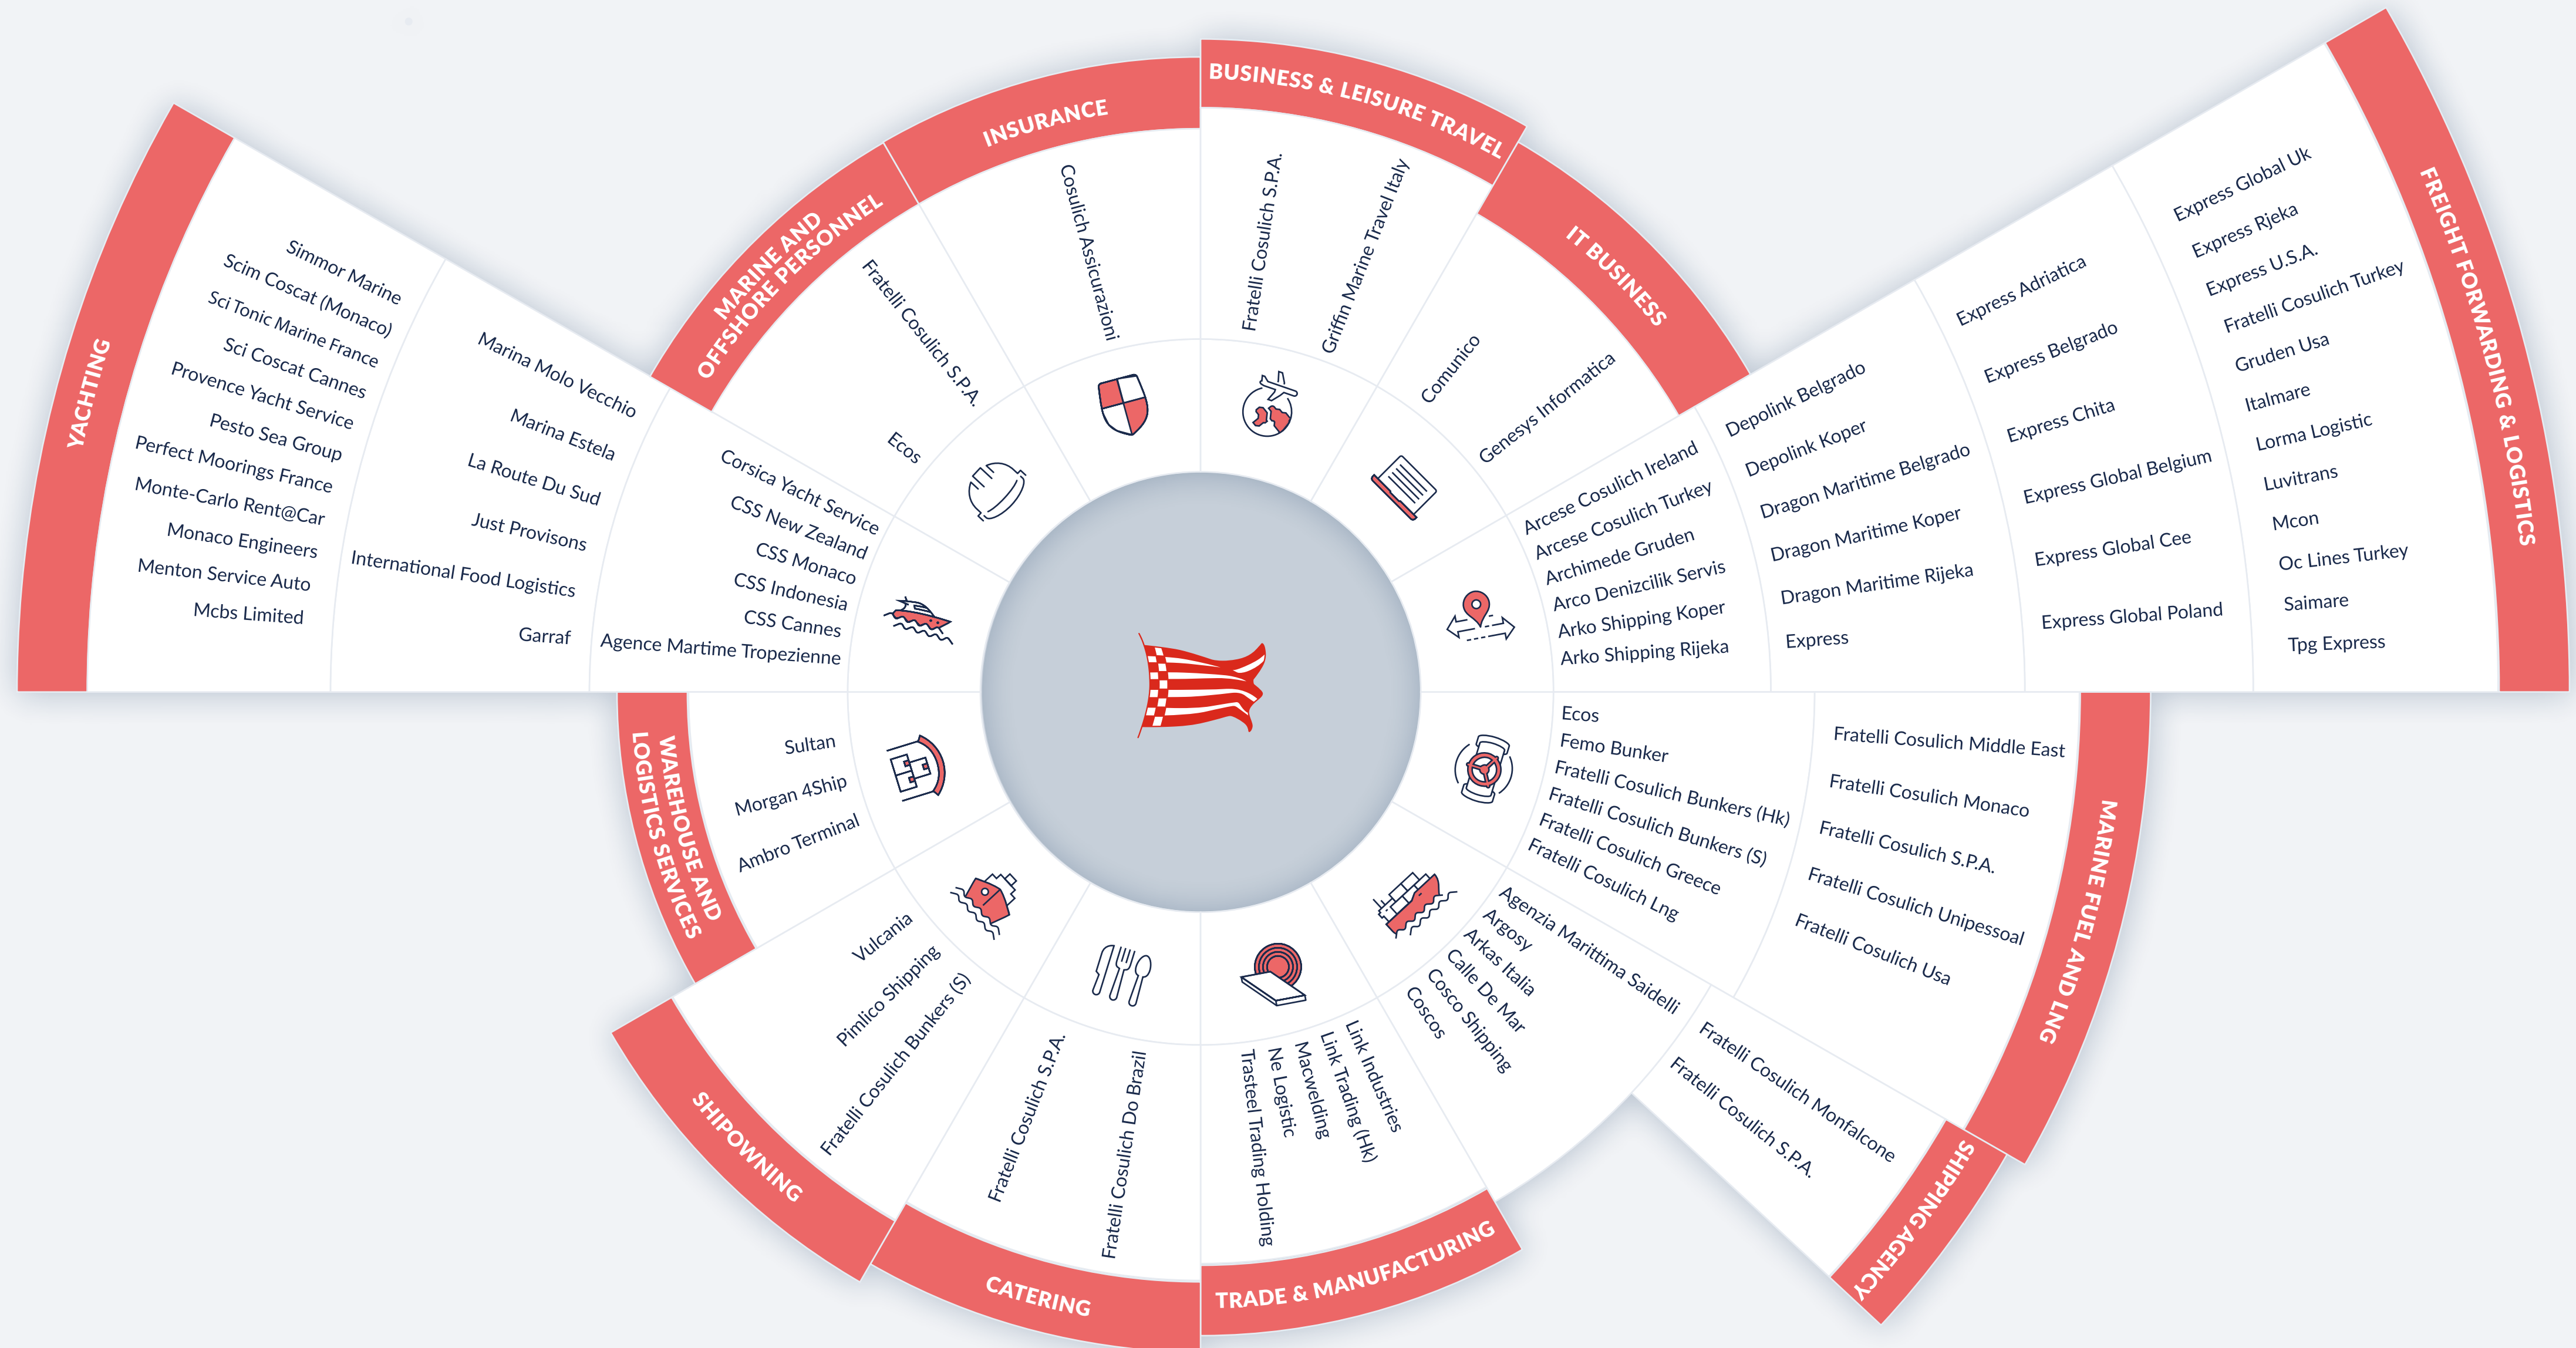 YACHTING
Simmor Marine
Scim Coscat (Monaco)
Sci Tonic Marine France
Sci Coscat Cannes
Provence Yacht Service
Pesto Sea Group
Perfect Moorings France
Monte-Carlo Rent@Car
Monaco Engineers
Menton Service Auto
Mcbs Limited
Marina Molo Vecchio
Marina Estela
La Route Du Sud
Just Provisons
International Food Logistics
Garraf
Corsica Yacht Service
CSS New Zealand
CSS Monaco
CSS Indonesia
CSS Cannes
Agence Martime Tropezienne
MARINE AND
OFFSHORE PERSONNEL
Ecos
Fratelli Cosulich S.P.A.
INSURANCE
Cosulich Assicurazioni
BUSINESS & LEISURE TRAVEL
Fratelli Cosulich S.P.A.
Griffin Marine Travel Italy
IT BUSINESS
Comunico
Genesys Informatica
FREIGHT FORWARDING & LOGISTICS
Arcese Cosulich Ireland
Arcese Cosulich Turkey
Archimede Gruden
Arco Denizcilik Servis
Arko Shipping Koper
Arko Shipping Rijeka
Depolink Belgrado
Depolink Koper
Dragon Maritime Belgrado
Dragon Maritime Koper
Dragon Maritime Rijeka
Express
Express Adriatica
Express Belgrado
Express Chita
Express Global Belgium
Express Global Cee
Express Global Poland
Express Global Uk
Express Rjeka
Express U.S.A.
Fratelli Cosulich Turkey
Gruden Usa
Italmare
Lorma Logistic
Luvitrans
Mcon
Oc Lines Turkey
Saimare
Tpg Express
MARINE FUEL AND LNG
Ecos
Femo Bunker
Fratelli Cosulich Bunkers (Hk)
Fratelli Cosulich Bunkers (S)
Fratelli Cosulich Greece
Fratelli Cosulich Lng
Fratelli Cosulich Middle East
Fratelli Cosulich Monaco
Fratelli Cosulich S.P.A.
Fratelli Cosulich Unipessoal
Fratelli Cosulich Usa
SHIPPING AGENCY
Agenzia Marittima Saidelli
Argosy
Arkas Italia
Calle De Mar
Cosco Shipping
Coscos
Fratelli Cosulich Monfalcone
Fratelli Cosulich S.P.A.
TRADE & MANUFACTURING
Link Industries
Link Trading (Hk)
Macwelding
Ne Logistic
Trasteel Trading Holding
CATERING
Fratelli Cosulich Do Brazil
Fratelli Cosulich S.P.A.
SHIPOWNING
Fratelli Cosulich Bunkers (S)
Pimlico Shipping
Vulcania
WAREHOUSE AND
LOGISTICS SERVICES
Sultan
Morgan 4Ship
Ambro Terminal